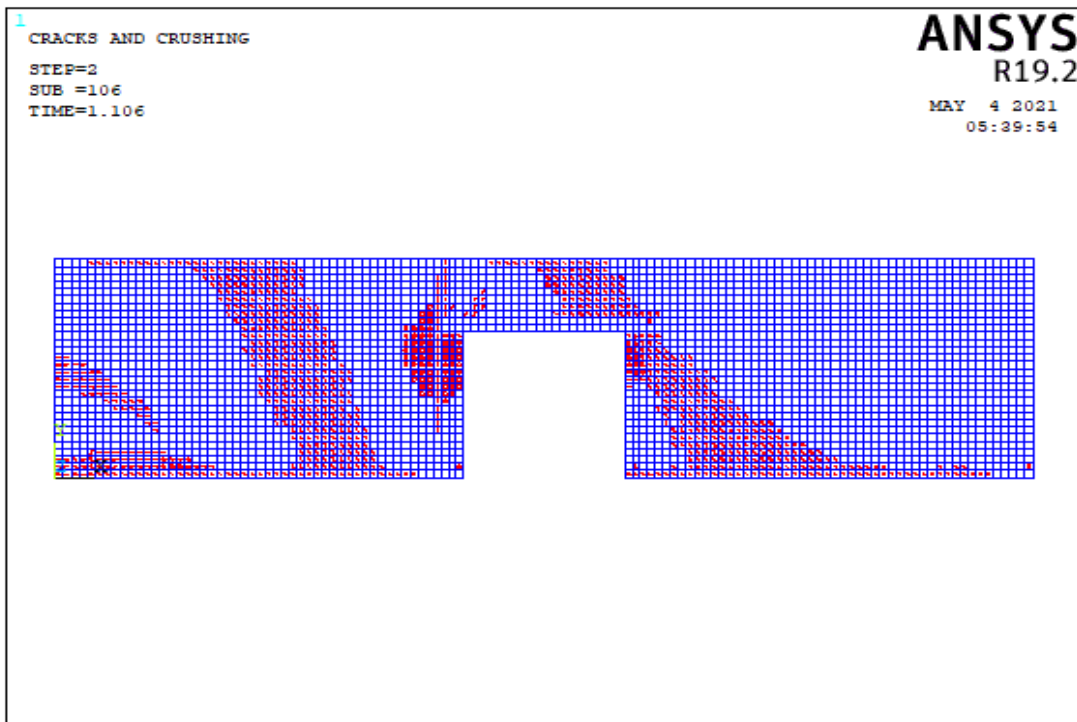 1
CRACKS AND CRUSHING
STEP=2
SUB =106
TIME=1.106
ANSYS
R19.2
MAY 4 2021
05:39:54
Y
Z X